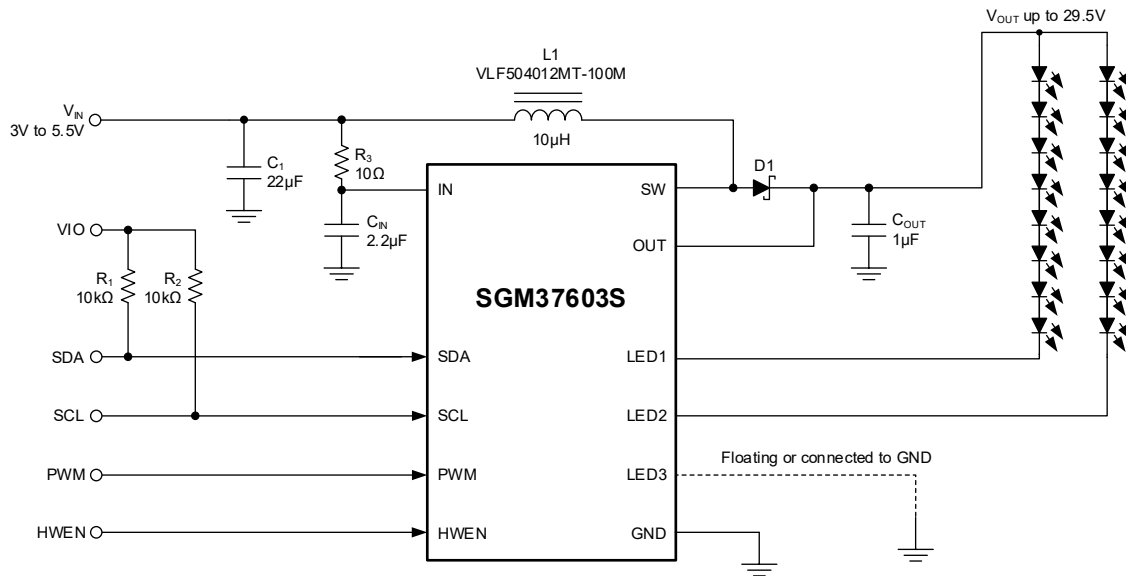 VOUT up to 29.5V
L1
VLF504012MT-100M
VIN
3V to 5.5V
10μH
C1
22μF
R3
10Ω
IN
SW
D1
CIN
2.2μF
OUT
COUT
1μF
VIO
R1
10kΩ
R2
10kΩ
SGM37603S
SDA
SDA
LED1
SCL
SCL
LED2
PWM
PWM
LED3
Floating or connected to GND
HWEN
HWEN
GND